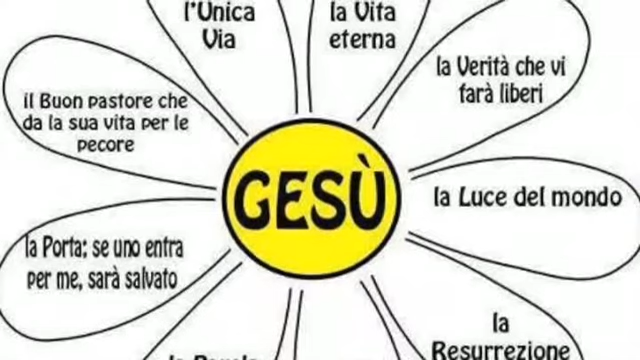 l'Unica
Via
la Vita
eterna
la Verità che vi
farà liberi
il Buon pastore che
da la sua vita per le
pecore
GESÙ
la Luce del mondo
la Porta: se uno entra
per me, sarà salvato
la
Resurrezione
la